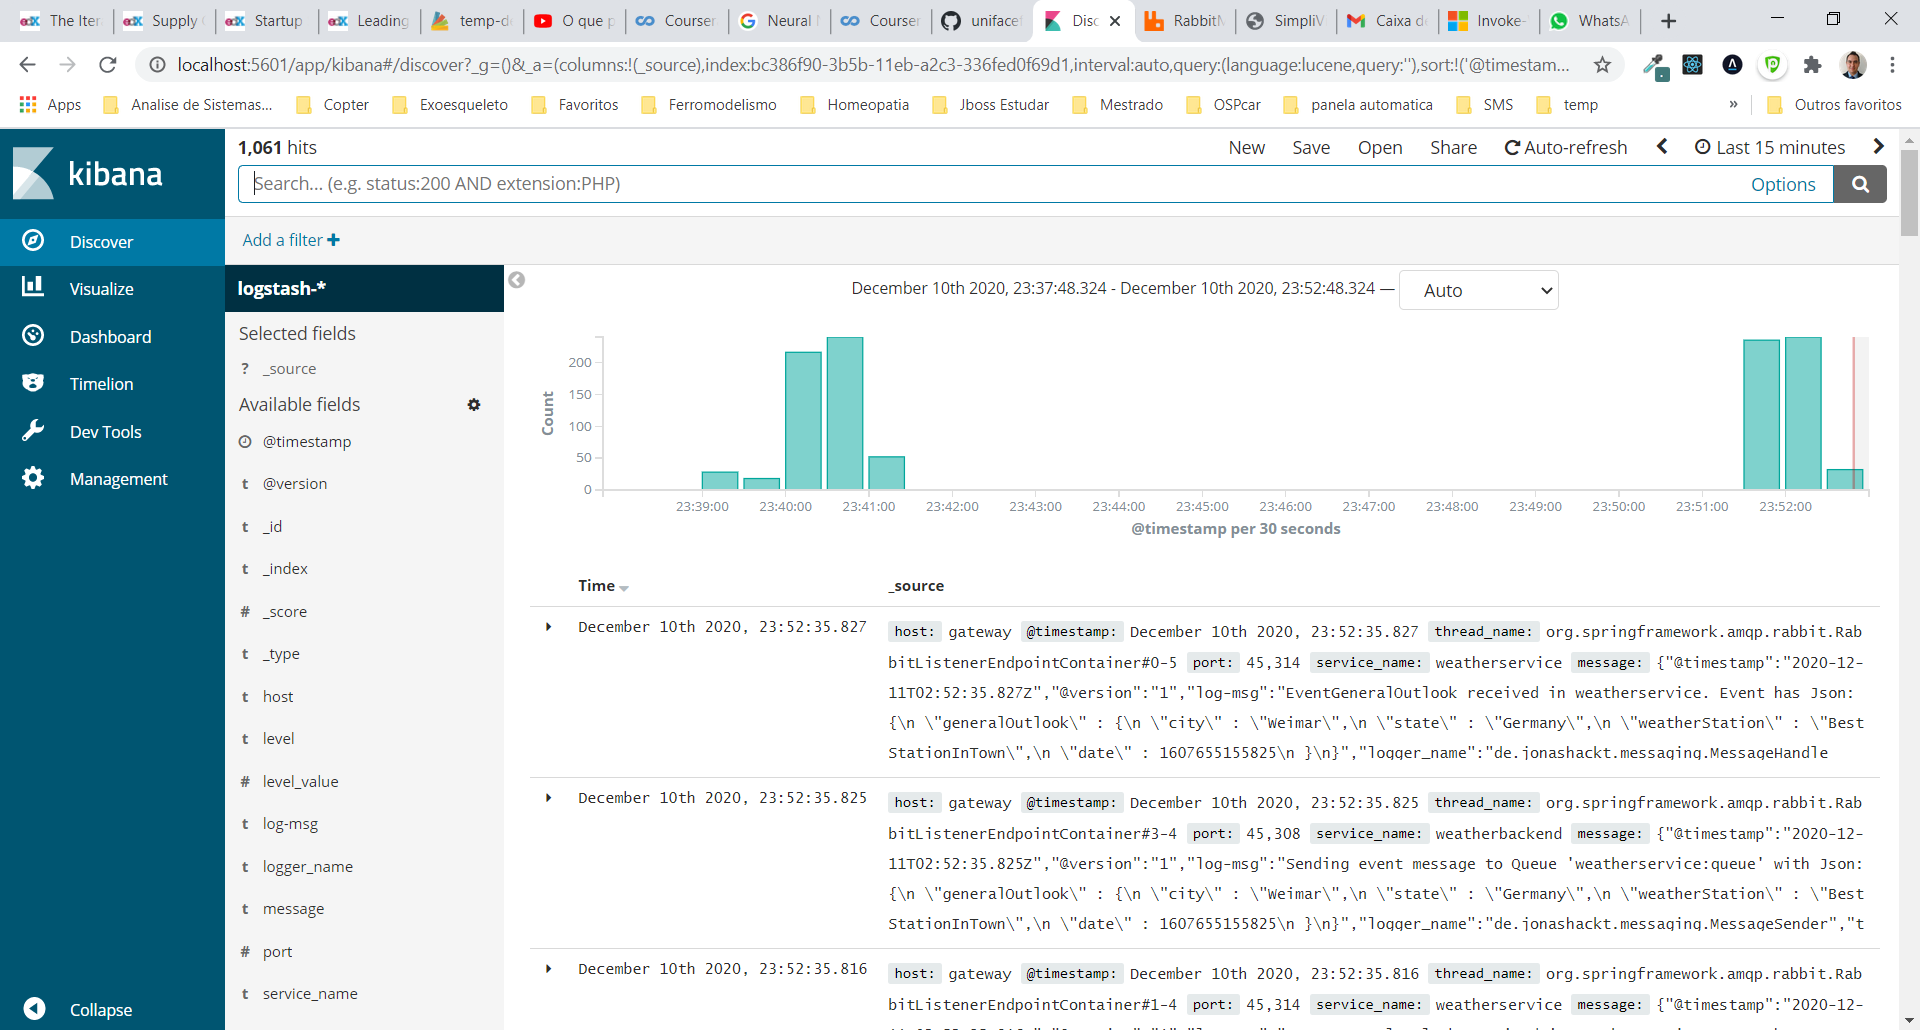 The Iter
Supply C
Startup
Leading
temp-de
O que p
Courser
Neural N
Courser
uniface
Disc
RabbitM
SimpliV
Caixa de
Invoke-
WhatsA
localhost:5601/app/kibana#/discover?_g=()&_a=(columns:!(_source),index:bc386f90-3b5b-11eb-a2c3-336fed0f69d1,interval:auto,query:(language:lucene,query:''),sort:!('@timestam...
Apps
Analise de Sistemas...
Copter
Exoesqueleto
Favoritos
Ferromodelismo
Homeopatia
Jboss Estudar
Mestrado
OSPcar
panela automatica
SMS
temp
»
Outros favoritos
kibana
Discover
Visualize
Dashboard
Timelion
Dev Tools
Management
Collapse
1,061 hits
New Save Open Share Auto-refresh Last 15 minutes
Search... (e.g. status:200 AND extension:PHP)
Options
Add a filter +
logstash-*
Selected fields
? _source
Available fields
@timestamp
t @version
t _id
t _index
# _score
t _type
t host
t level
# level_value
t log-msg
t logger_name
t message
# port
t service_name
December 10th 2020, 23:37:48.324 - December 10th 2020, 23:52:48.324 —
Auto
Count
200
150
100
50
0
23:39:00 23:40:00 23:41:00 23:42:00 23:43:00 23:44:00 23:45:00 23:46:00 23:47:00 23:48:00 23:49:00 23:50:00 23:51:00 23:52:00
@timestamp per 30 seconds
Time _source
December 10th 2020, 23:52:35.827
host: gateway @timestamp: December 10th 2020, 23:52:35.827 thread_name: org.springframework.amqp.rabbit.Rab
bitListenerEndpointContainer#0-5 port: 45,314 service_name: weatherservice message: {"@timestamp":"2020-12-
11T02:52:35.827Z","@version":"1","log-msg":"EventGeneralOutlook received in weatherservice. Event has Json:
{\n \"generalOutlook\" : {\n \"city\" : \"Weimar\",\n \"state\" : \"Germany\",\n \"weatherStation\" : \"Best
StationInTown\",\n \"date\" : 1607655155825\n }\n}","logger_name":"de.jonashackt.messaging.MessageHandle
December 10th 2020, 23:52:35.825
host: gateway @timestamp: December 10th 2020, 23:52:35.825 thread_name: org.springframework.amqp.rabbit.Rab
bitListenerEndpointContainer#3-4 port: 45,308 service_name: weatherbackend message: {"@timestamp":"2020-12-
11T02:52:35.825Z","@version":"1","log-msg":"Sending event message to Queue 'weatherservice:queue' with Json:
{\n \"generalOutlook\" : {\n \"city\" : \"Weimar\",\n \"state\" : \"Germany\",\n \"weatherStation\" : \"Best
StationInTown\",\n \"date\" : 1607655155825\n }\n}","logger_name":"de.jonashackt.messaging.MessageSender","t
December 10th 2020, 23:52:35.816
host: gateway @timestamp: December 10th 2020, 23:52:35.816 thread_name: org.springframework.amqp.rabbit.Rab
bitListenerEndpointContainer#1-4 port: 45,314 service_name: weatherservice message: {"@timestamp":"2020-12-